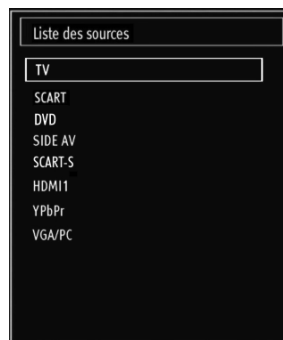 Liste des sources
TV
SCART
DVD
SIDE AV
SCART-S
HDMI1
YPbPr
VGA/PC